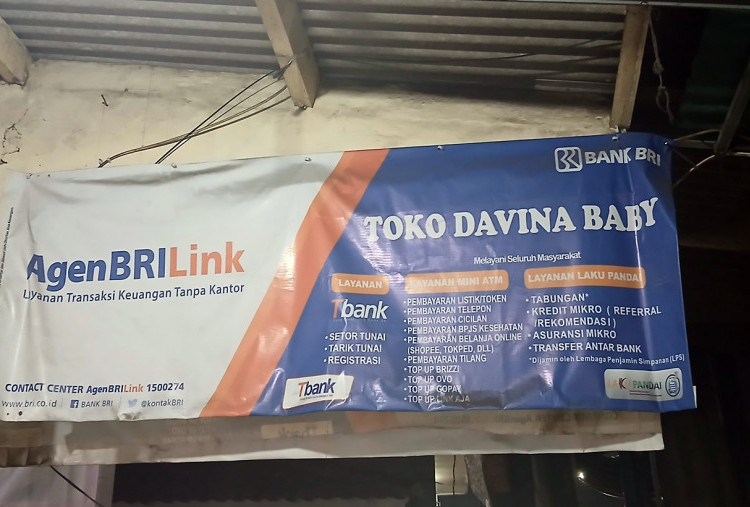 BANK BRI
TOKO DAVINA BABY
Melayani Seluruh Masyarakat
AgenBRILink
Layanan Transaksi Keuangan Tanpa Kantor
CONTACT CENTER AgenBRILink 1500274
www.bri.co.id
BANK BRI
@kontakBRI
LAYANAN
Tbank
• SETOR TUNAI
• TARIK TUNAI
• REGISTRASI
Tbank
LAYANAN MINI ATM
• PEMBAYARAN LISTIK/TOKEN
• PEMBAYARAN TELEPON
• PEMBAYARAN CICILAN
• PEMBAYARAN BPJS KESEHATAN
• PEMBAYARAN BELANJA ONLINE
(SHOPEE, TOKPED, DLL)
• PEMBAYARAN TILANG
• TOP UP BRIZZI
• TOP UP OVO
• TOP UP GOPAY
• TOP UP LINK AJA
LAYANAN LAKU PANDAI
• TABUNGAN*
• KREDIT MIKRO ( REFERRAL
/REKOMENDASI )
• ASURANSI MIKRO
• TRANSFER ANTAR BANK
*Dijamin oleh Lembaga Penjamin Simpanan (LPS)
PANDAI